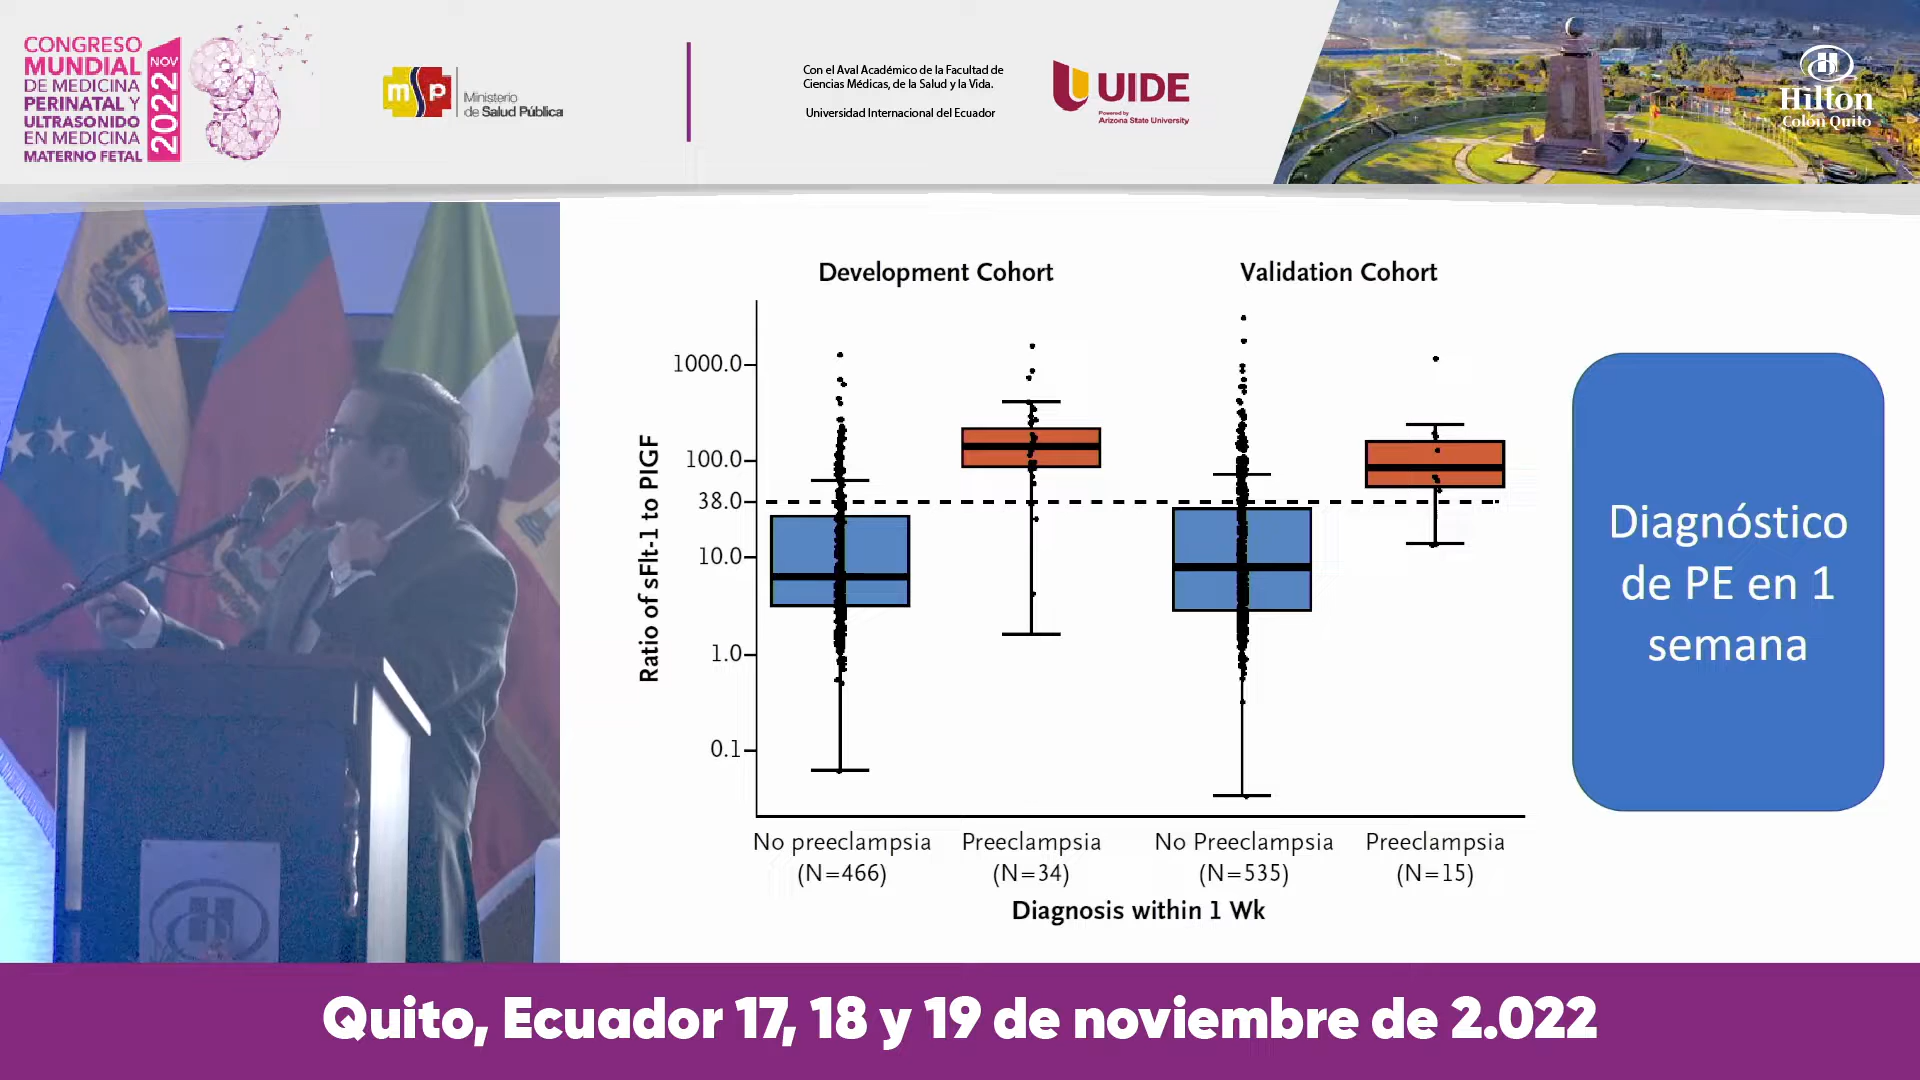 CONGRESO
MUNDIAL
DE MEDICINA
PERINATAL Y
ULTRASONIDO
EN MEDICINA
MATERNO FETAL
NOV
2022
msp
Ministerio
de Salud Pública
Con el Aval Académico de la Facultad de
Ciencias Médicas, de la Salud y la Vida.
Universidad Internacional del Ecuador
UIDE
Powered by
Arizona State University
Hilton
Colón Quito
Development Cohort
Validation Cohort
Ratio of sFlt-1 to PlGF
1000.0
100.0
38.0
10.0
1.0
0.1
No preeclampsia
(N=466)
Preeclampsia
(N=34)
No Preeclampsia
(N=535)
Preeclampsia
(N=15)
Diagnosis within 1 Wk
Diagnóstico
de PE en 1
semana
Quito, Ecuador 17, 18 y 19 de noviembre de 2.022